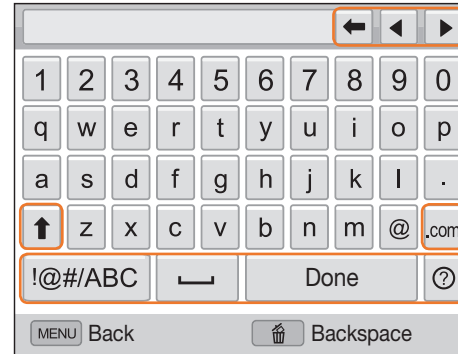 1 2 3 4 5 6 7 8 9 0
q w e r t y u i o p
a s d f g h j k l .
z x c v b n m @ .com
!@#/ABC Done ?
MENU Back Backspace